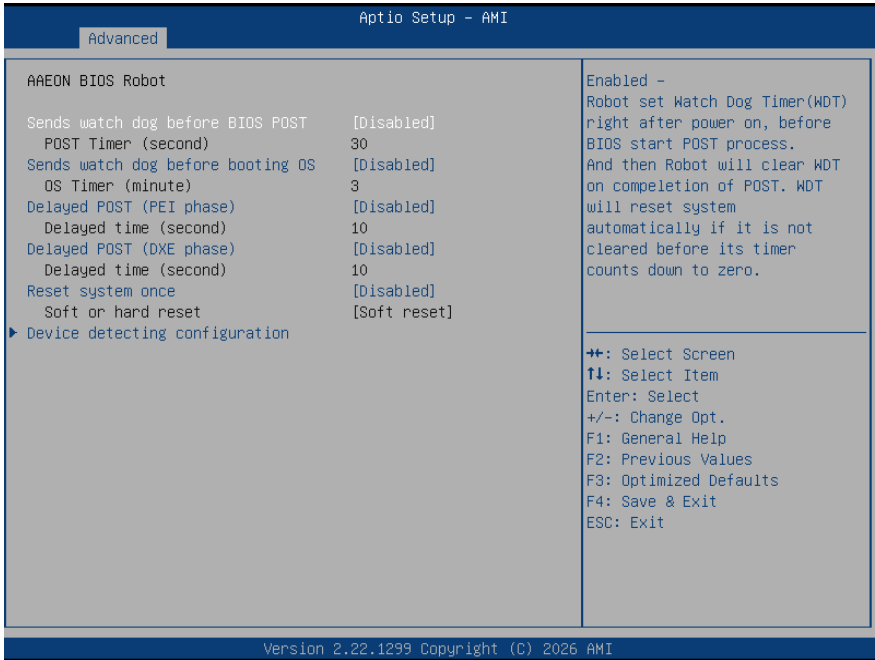 Aptio Setup – AMI
Advanced
AAEON BIOS Robot
Sends watch dog before BIOS POST [Disabled]
POST Timer (second) 30
Sends watch dog before booting OS [Disabled]
OS Timer (minute) 3
Delayed POST (PEI phase) [Disabled]
Delayed time (second) 10
Delayed POST (DXE phase) [Disabled]
Delayed time (second) 10
Reset system once [Disabled]
Soft or hard reset [Soft reset]
Device detecting configuration
Enabled –
Robot set Watch Dog Timer(WDT)
right after power on, before
BIOS start POST process.
And then Robot will clear WDT
on compeletion of POST. WDT
will reset system
automatically if it is not
cleared before its timer
counts down to zero.
→←: Select Screen
↑↓: Select Item
Enter: Select
+/-: Change Opt.
F1: General Help
F2: Previous Values
F3: Optimized Defaults
F4: Save & Exit
ESC: Exit
Version 2.22.1299 Copyright (C) 2026 AMI